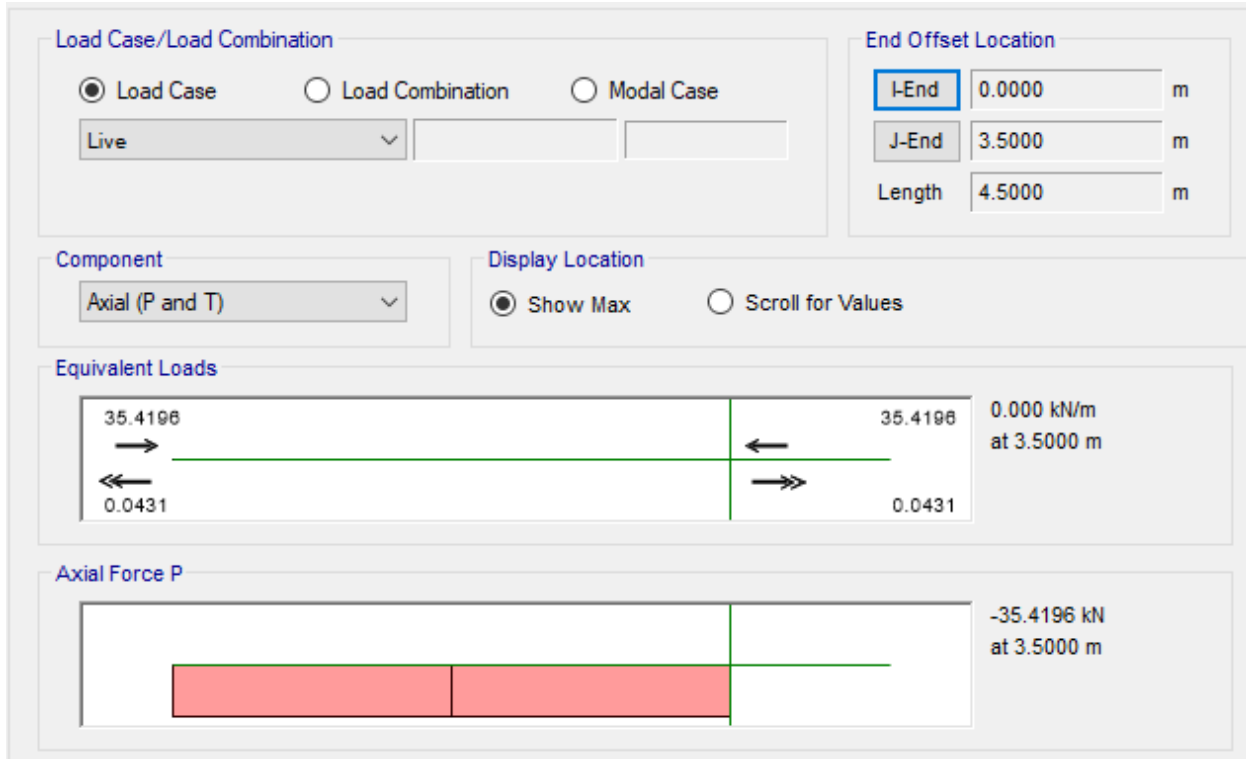 Load Case/Load Combination
Load Case
Load Combination
Modal Case
Live
End Offset Location
I-End 0.0000 m
J-End 3.5000 m
Length 4.5000 m
Component
Axial (P and T)
Display Location
Show Max
Scroll for Values
Equivalent Loads
35.4196
35.4196
0.0431
0.0431
0.000 kN/m
at 3.5000 m
Axial Force P
-35.4196 kN
at 3.5000 m